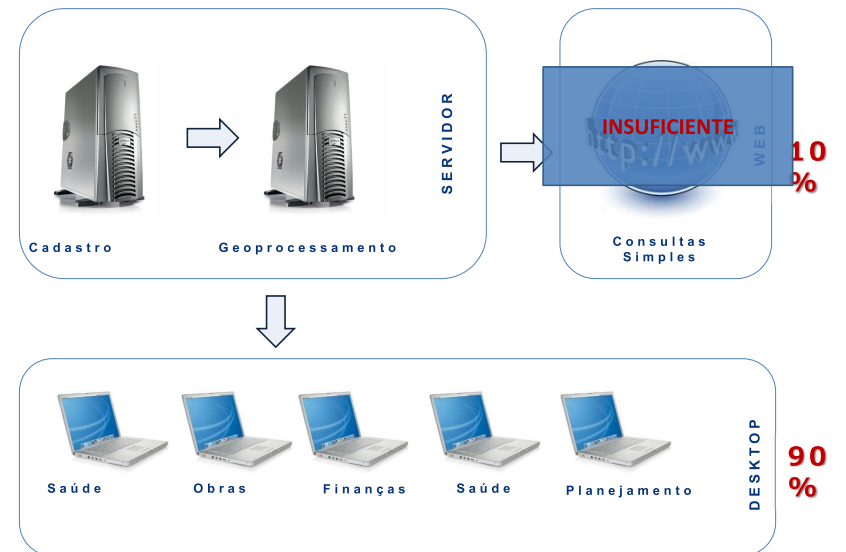 SERVIDOR
Cadastro
Geoprocessamento
INSUFICIENTE
http://www
WEB
10
%
Consultas
Simples
Saúde
Obras
Finanças
Saúde
Planejamento
DESKTOP
90
%